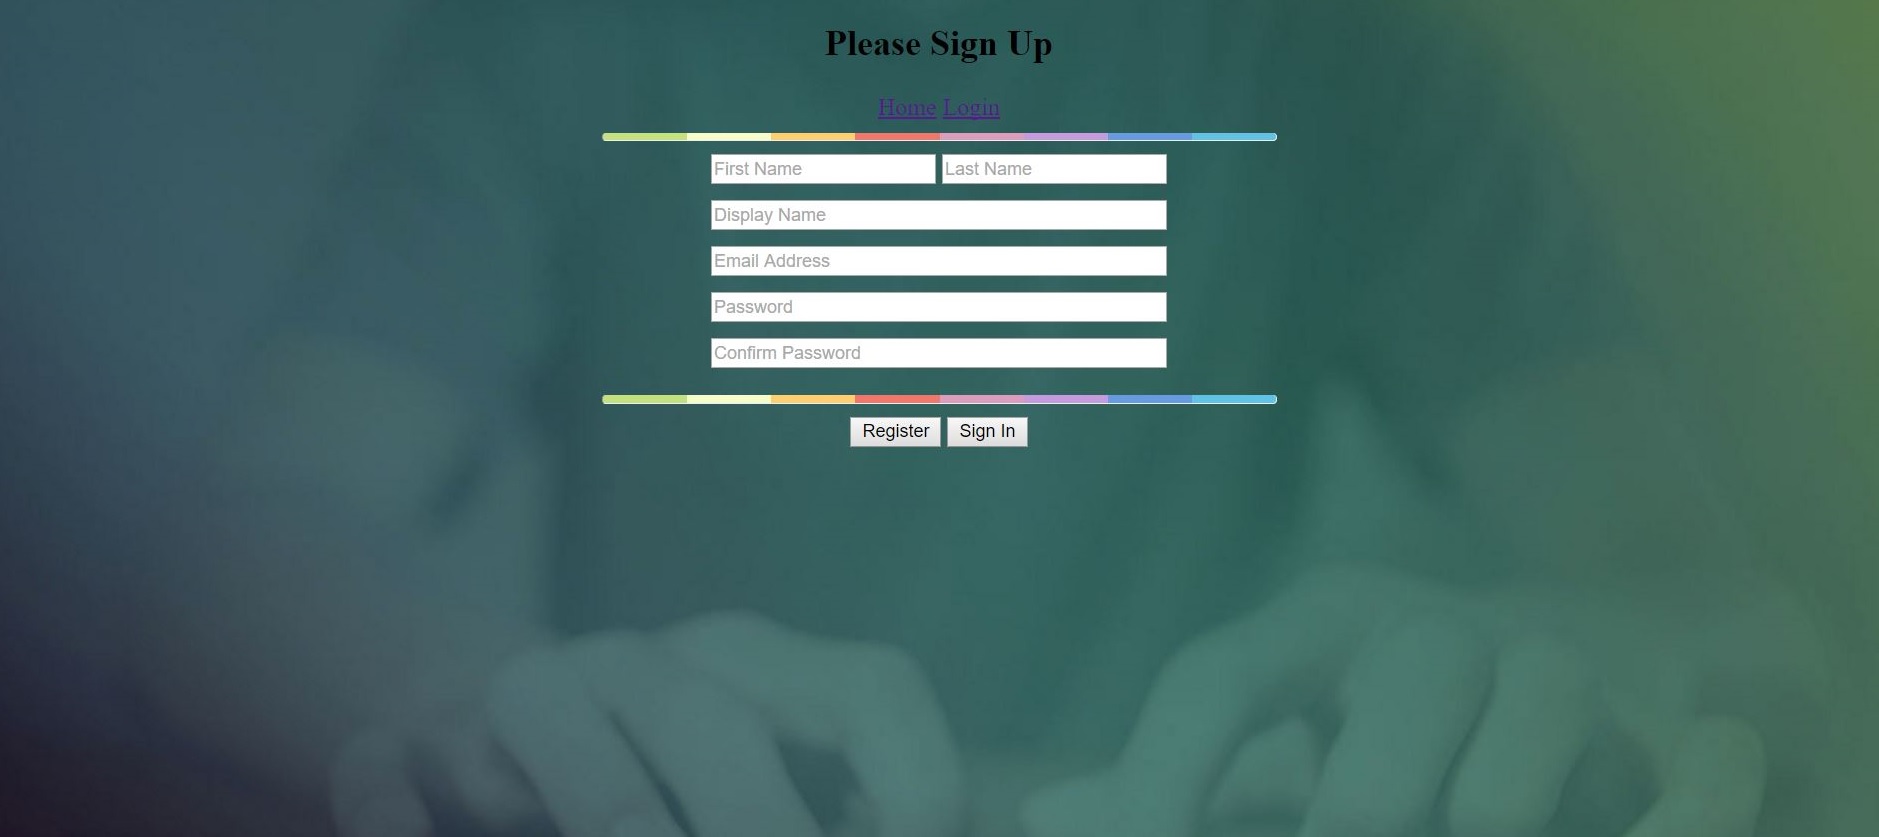 Please Sign Up
Home Login
First Name Last Name
Display Name
Email Address
Password
Confirm Password
Register Sign In